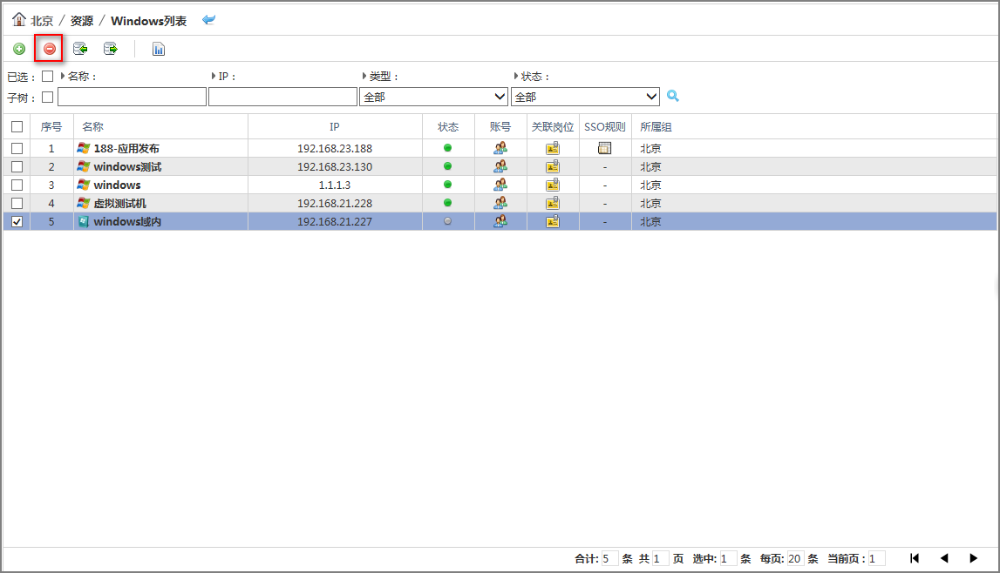 北京 / 资源 / Windows列表
已选： 名称： IP： 类型： 状态：
子树： 全部 全部
序号 名称 IP 状态 账号 关联岗位 SSO规则 所属组
1 188-应用发布 192.168.23.188 北京
2 windows测试 192.168.23.130 - 北京
3 windows 1.1.1.3 - 北京
4 虚拟测试机 192.168.21.228 - 北京
5 windows域内 192.168.21.227 - 北京
合计: 5 条 共 1 页 选中: 1 条 每页: 20 条 当前页 : 1